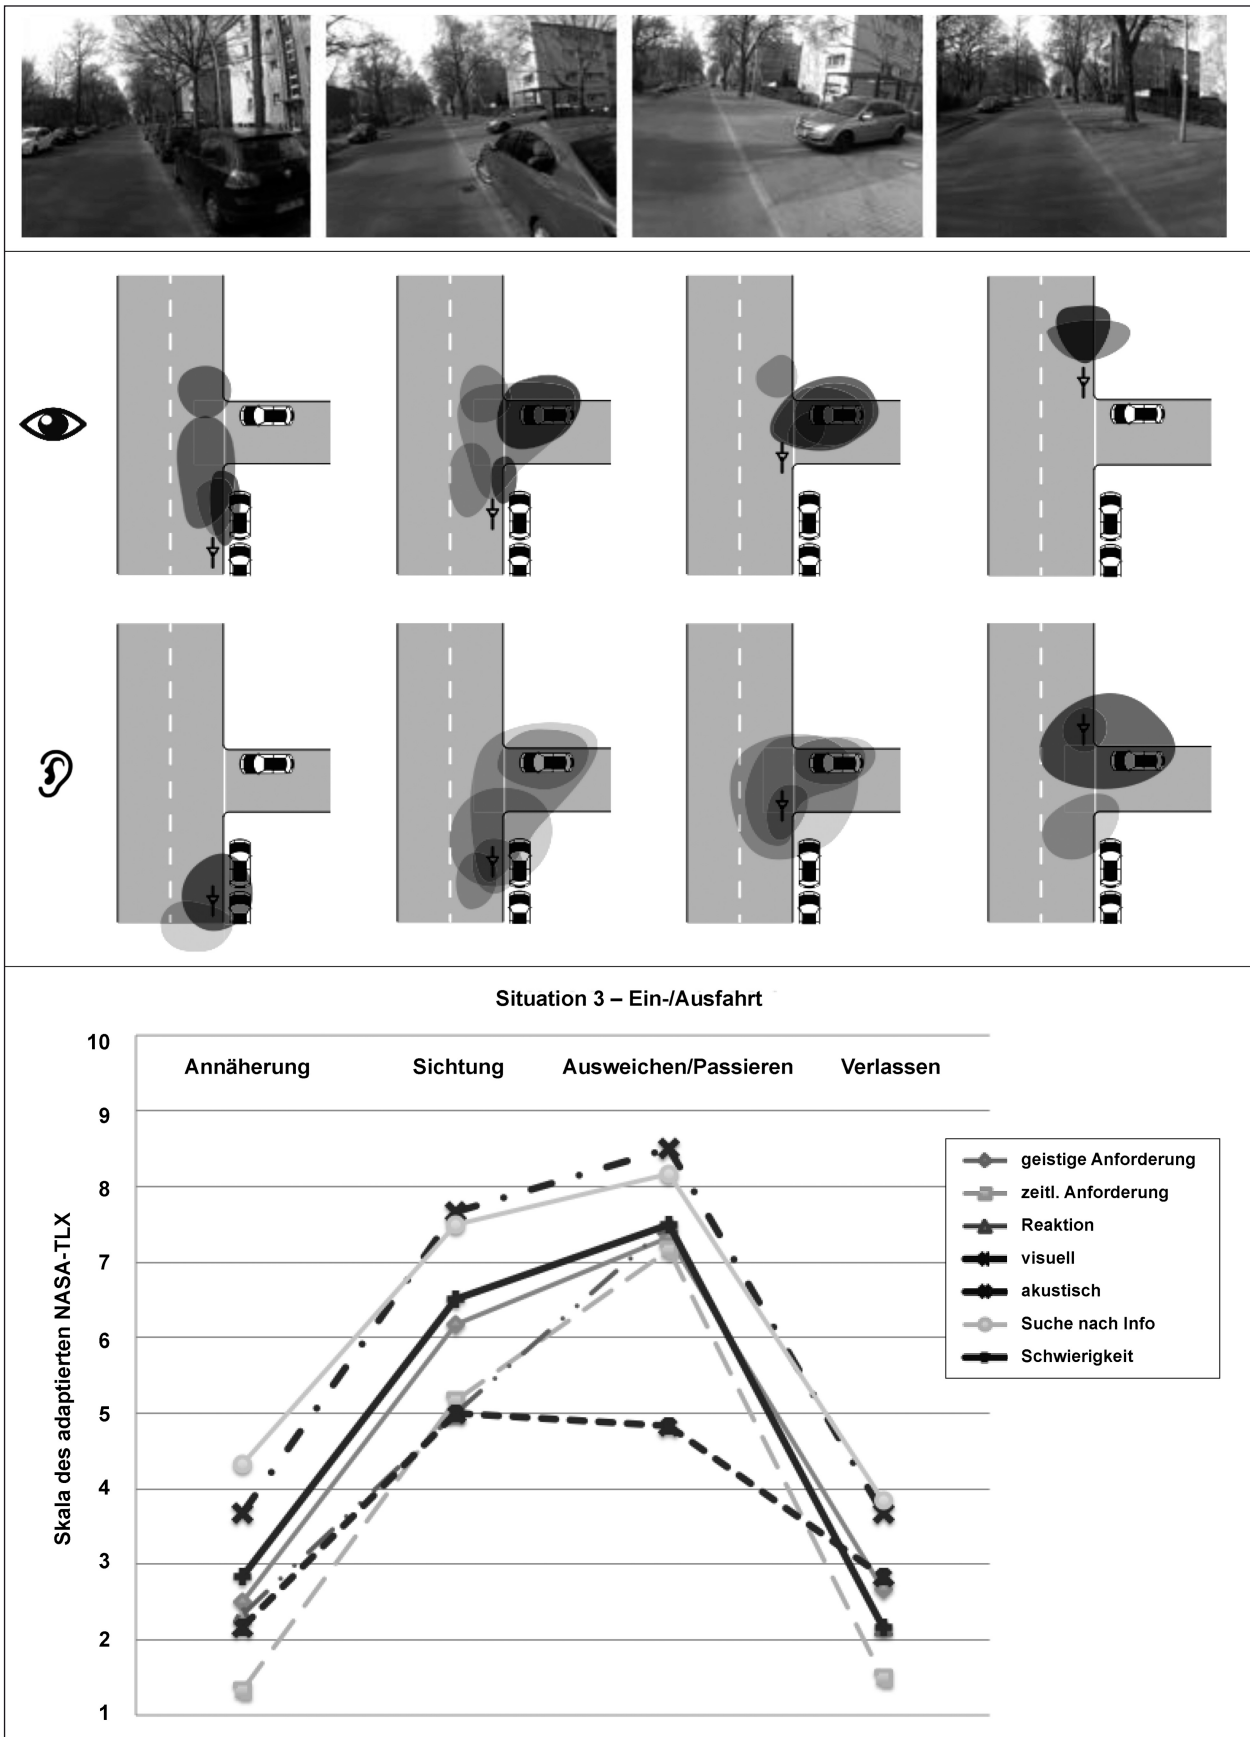 Situation 3 – Ein-/Ausfahrt
10
Annäherung Sichtung Ausweichen/Passieren Verlassen
9
8
7
6
5
4
3
2
1
Skala des adaptierten NASA-TLX
geistige Anforderung
zeitl. Anforderung
Reaktion
visuell
akustisch
Suche nach Info
Schwierigkeit